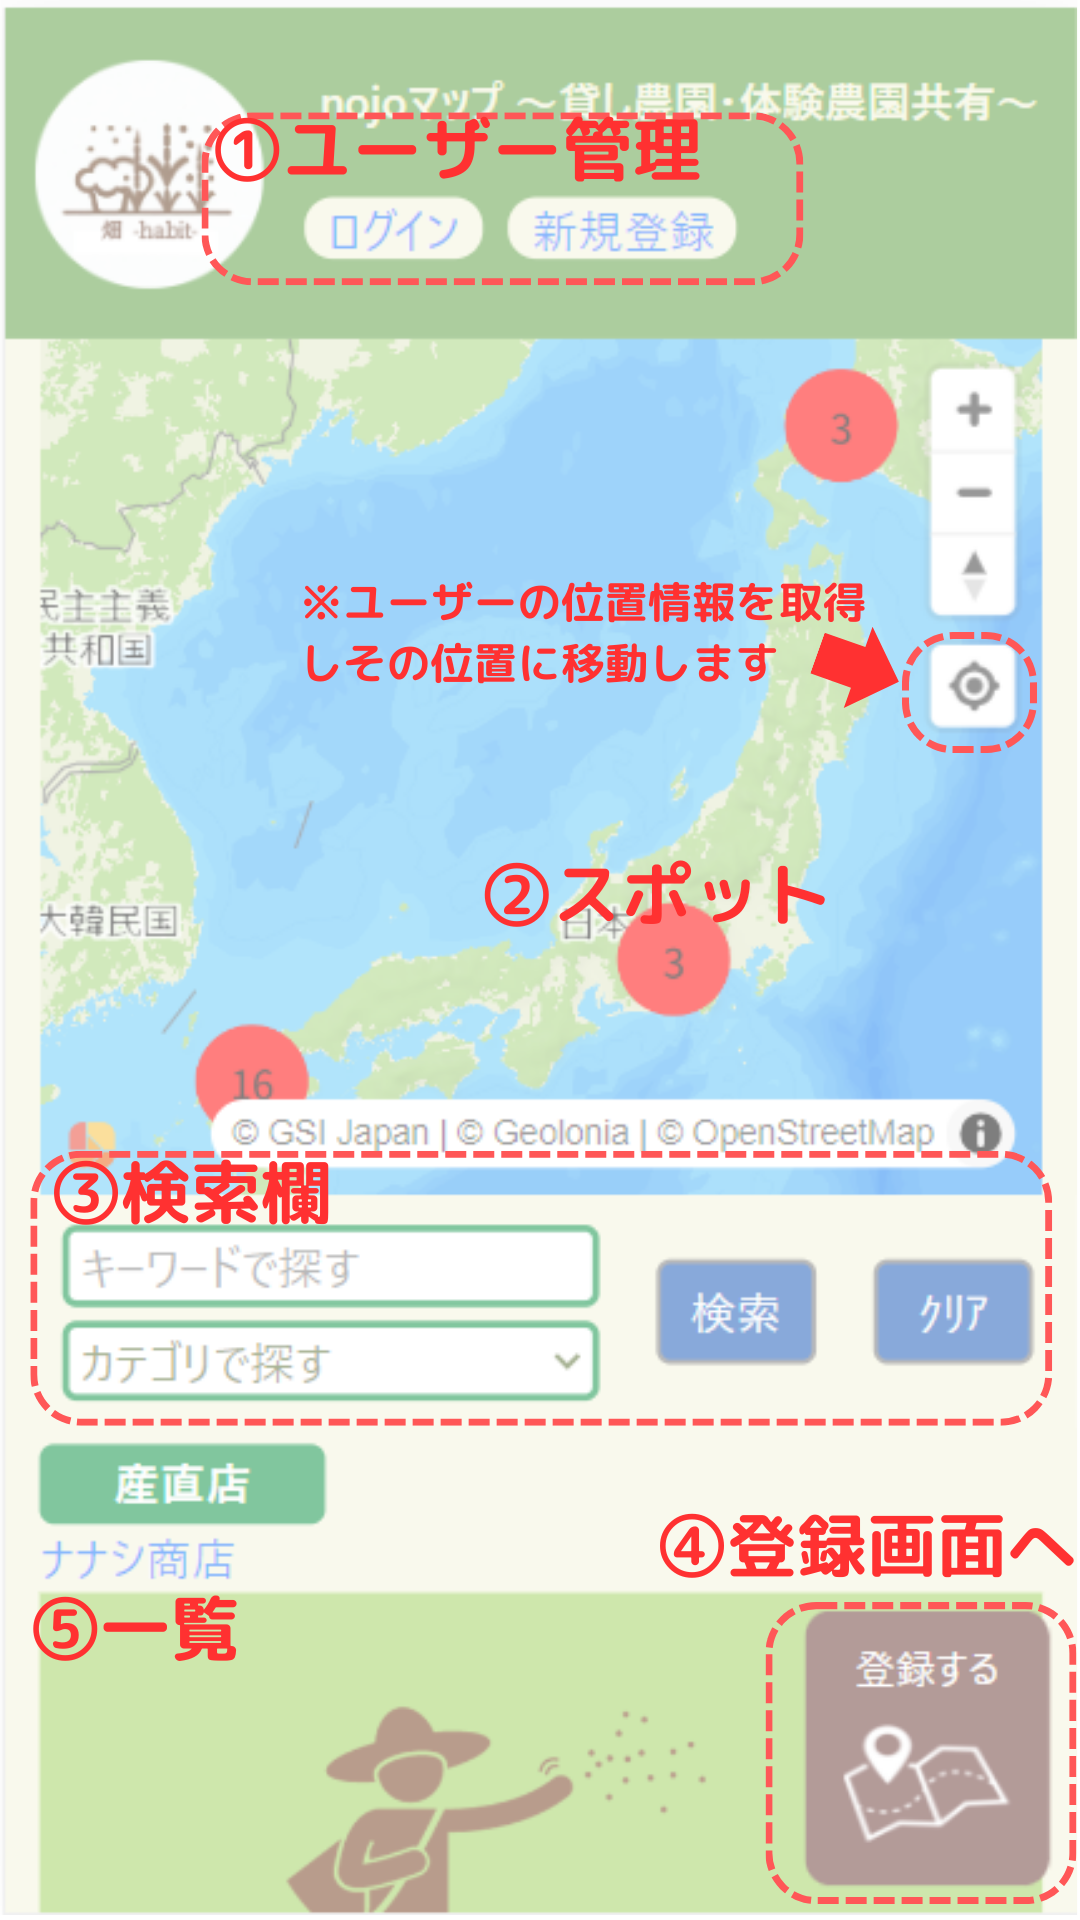 nojoマップ ～貸し農園・体験農園共有～
①ユーザー管理
畑 -habit-
ログイン
新規登録
3
民主主義
共和国
※ユーザーの位置情報を取得
しその位置に移動します
大韓民国
②スポット
日本
3
16
© GSI Japan | © Geolonia | © OpenStreetMap
③検索欄
キーワードで探す
検索
クリア
カテゴリで探す
産直店
ナナシ商店
④登録画面へ
⑤一覧
登録する